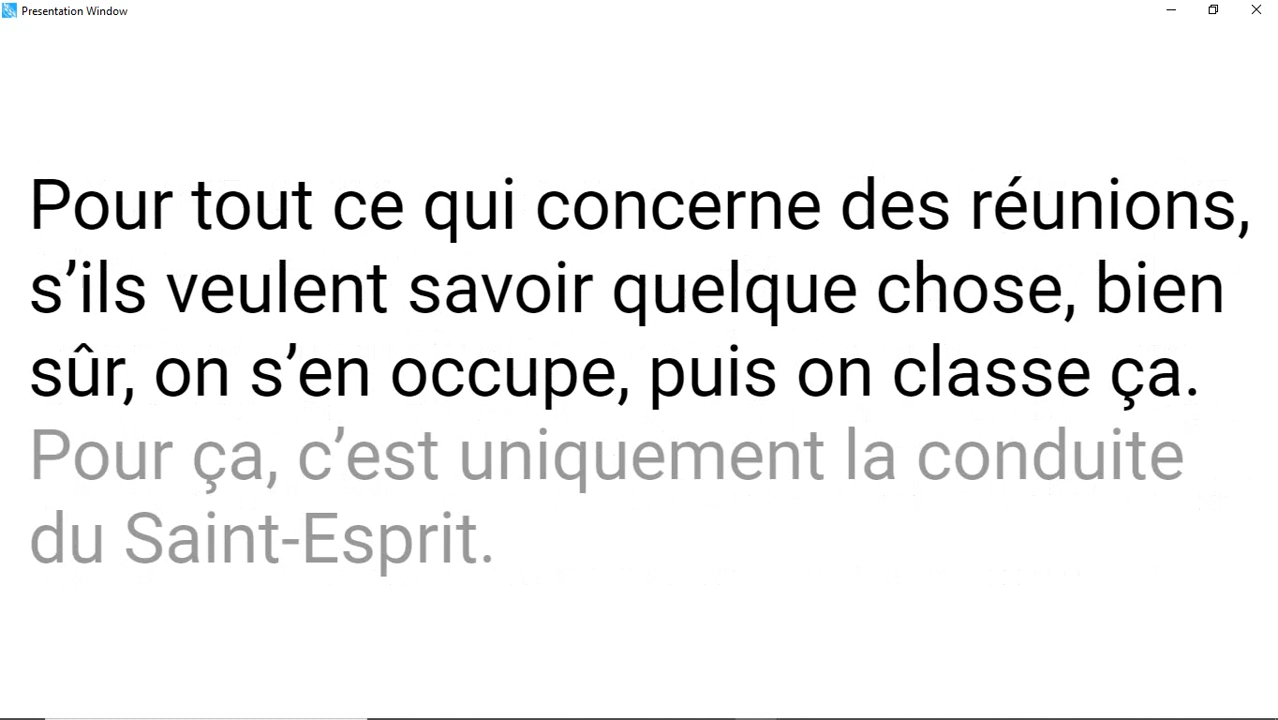 Presentation Window
Pour tout ce qui concerne des réunions,
s’ils veulent savoir quelque chose, bien
sûr, on s’en occupe, puis on classe ça.
Pour ça, c’est uniquement la conduite
du Saint-Esprit.